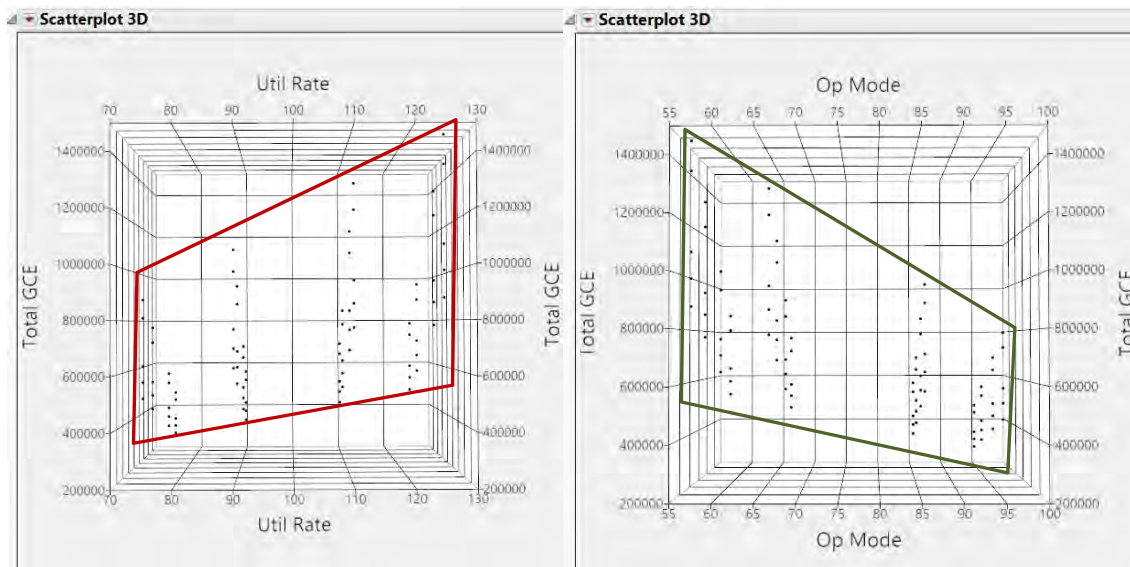 Scatterplot 3D
Util Rate
70 80 90 100 110 120 130
1400000 1400000
1200000 1200000
1000000 1000000
800000 800000
600000 600000
400000 400000
200000 200000
Total GCE
Total GCE
70 80 90 100 110 120 130
Util Rate
Scatterplot 3D
Op Mode
55 60 65 70 75 80 85 90 95 100
1400000 1400000
1200000 1200000
1000000 1000000
800000 800000
600000 600000
400000 400000
200000 200000
Total GCE
Total GCE
55 60 65 70 75 80 85 90 95 100
Op Mode